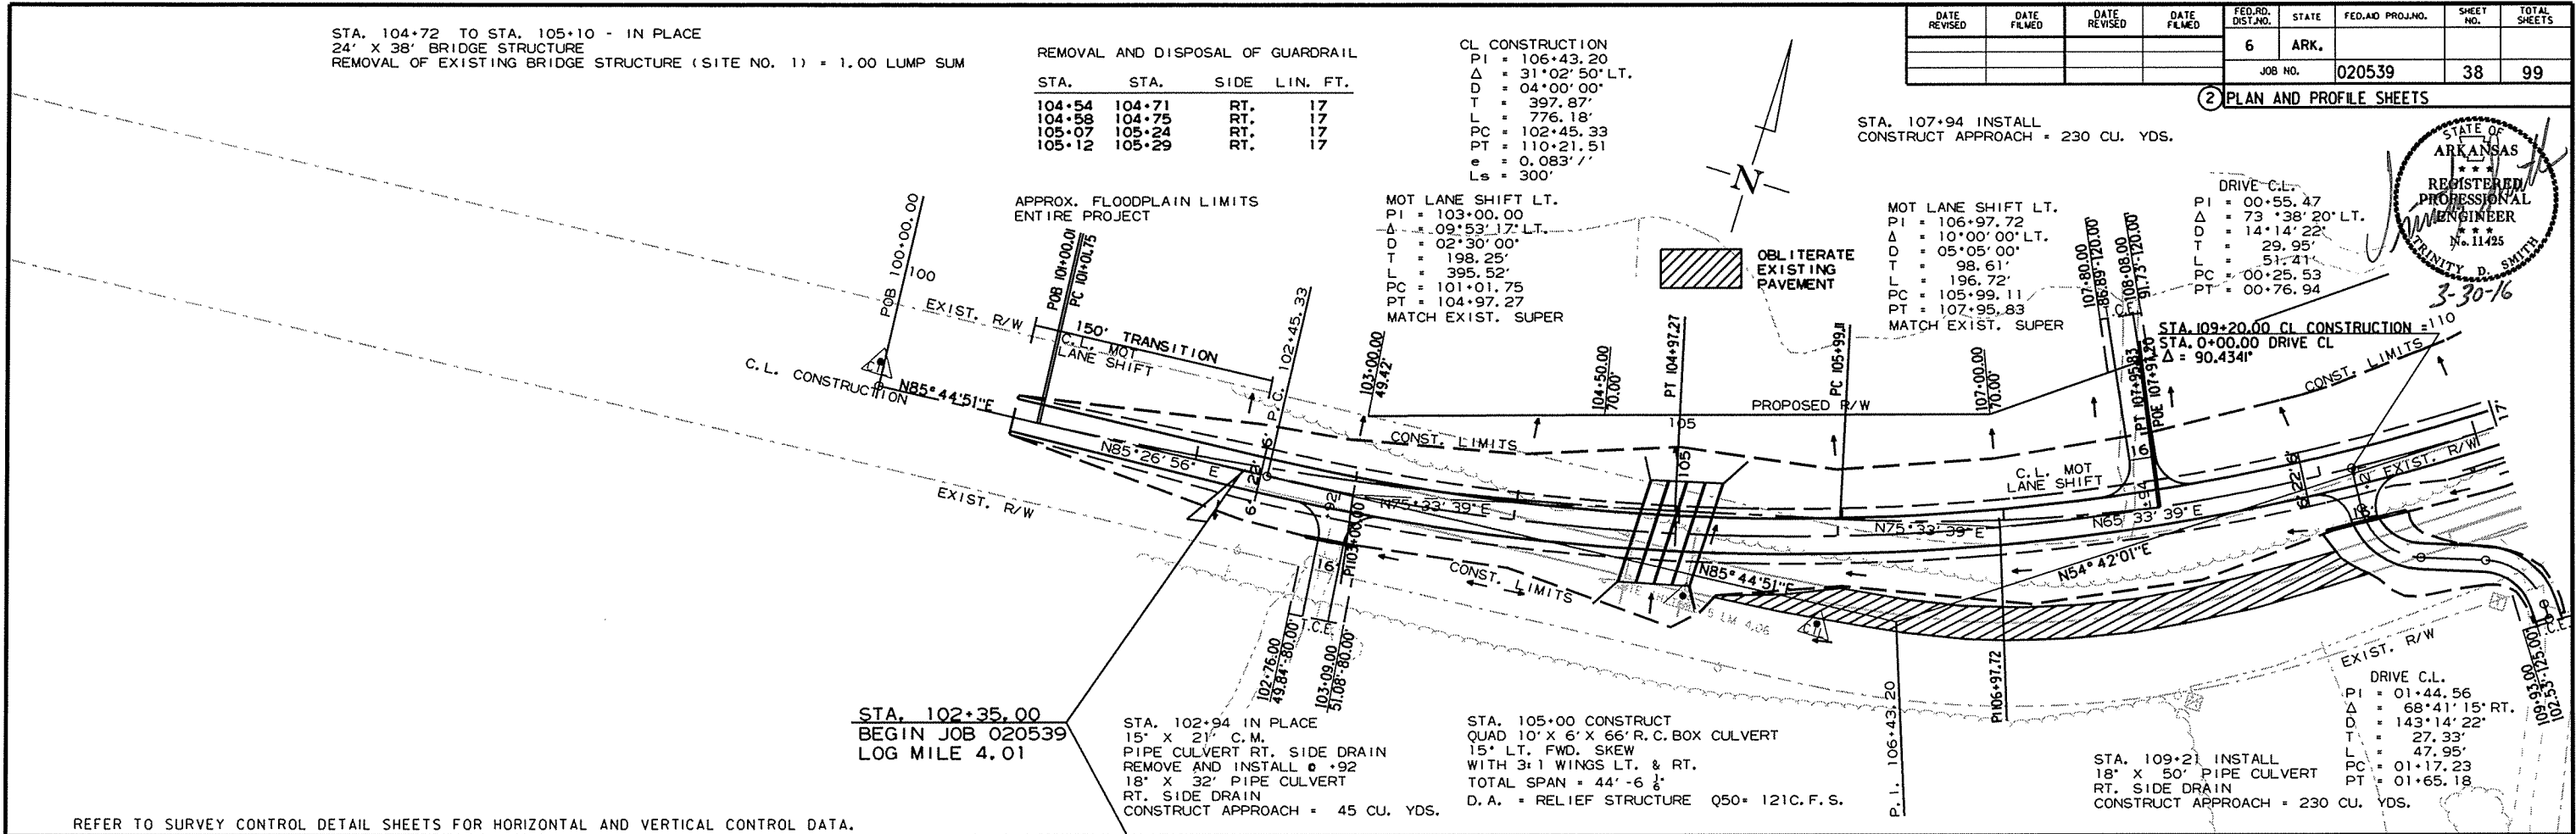 STA. 104+72 TO STA. 105+10 - IN PLACE
24' X 38' BRIDGE STRUCTURE
REMOVAL OF EXISTING BRIDGE STRUCTURE (SITE NO. 1) = 1.00 LUMP SUM
REMOVAL AND DISPOSAL OF GUARDRAIL
STA. STA. SIDE LIN. FT.
104+54 104+71 RT. 17
104+58 104+75 RT. 17
105+07 105+24 RT. 17
105+12 105+29 RT. 17
APPROX. FLOODPLAIN LIMITS
ENTIRE PROJECT
CL CONSTRUCTION
PI = 106+43.20
Δ = 31°02'50" LT.
D = 04°00'00"
T = 397.87'
L = 776.18'
PC = 102+45.33
PT = 110+21.51
e = 0.083'/'
Ls = 300'
MOT LANE SHIFT LT.
PI = 103+00.00
Δ = 09°53'17" LT.
D = 02°30'00"
T = 198.25'
L = 395.52'
PC = 101+01.75
PT = 104+97.27
MATCH EXIST. SUPER
N
OBLITERATE
EXISTING
PAVEMENT
DATE REVISED
DATE FILMED
DATE REVISED
DATE FILMED
FED.RD. DIST.NO.
STATE
FED.AID PROJ.NO.
SHEET NO.
TOTAL SHEETS
6 ARK.
JOB NO. 020539 38 99
2 PLAN AND PROFILE SHEETS
STA. 107+94 INSTALL
CONSTRUCT APPROACH = 230 CU. YDS.
MOT LANE SHIFT LT.
PI = 106+97.72
Δ = 10°00'00" LT.
D = 05°05'00"
T = 98.61'
L = 196.72'
PC = 105+99.11
PT = 107+95.83
MATCH EXIST. SUPER
DRIVE C.L.
PI = 00+55.47
Δ = 73°38'20" LT.
D = 14°14'22"
T = 29.95'
L = 51.41'
PC = 00+25.53
PT = 00+76.94
STATE OF
ARKANSAS
REGISTERED
PROFESSIONAL
ENGINEER
No. 11425
TRINITY D. SMITH
3-30-16
STA. 109+20.00 CL CONSTRUCTION =
STA. 0+00.00 DRIVE CL
Δ = 90.4341°
110
POB 100+00.00
100
POB 101+00.01
PC 101+01.75
EXIST. R/W
150' TRANSITION
C.L. MOT
LANE SHIFT
P.C. 102+45.33
C.L. CONSTRUCTION
N85°44'51"E
103+00.00
49.42'
104+50.00
70.00'
PT 104+97.27
PC 105+99.11
107+00.00
70.00'
107+80.00
86.89'-120.00'
108+08.00
91.73'-120.00'
T.C.E.
PT 107+95.83
POE 107+97.20
PROPOSED R/W
105
105
CONST. LIMITS
CONST. LIMITS
N85°26'56" E
EXIST. R/W
6'
28'
6'
+92
16'
PI 103+00.00
N75°33'39"E
C.L. MOT
LANE SHIFT
16'
+94
N75°33'39"E
N65°33'39"E
6'
22'
6'
+21
EXIST. R/W
17'
18'
N85°44'51"E
N54°42'01"E
CONST. LIMITS
LM 4.06
T.C.E.
102+76.00
49.84'-80.00'
103+09.00
51.08'-80.00'
P.I. 106+43.20
PI 106+97.72
EXIST. R/W
109+93.00
102.53'-125.00'
STA. 102+35.00
BEGIN JOB 020539
LOG MILE 4.01
STA. 102+94 IN PLACE
15" X 21' C.M.
PIPE CULVERT RT. SIDE DRAIN
REMOVE AND INSTALL @ +92
18" X 32' PIPE CULVERT
RT. SIDE DRAIN
CONSTRUCT APPROACH = 45 CU. YDS.
STA. 105+00 CONSTRUCT
QUAD 10' X 6' X 66' R.C. BOX CULVERT
15° LT. FWD. SKEW
WITH 3:1 WINGS LT. & RT.
TOTAL SPAN = 44'-6 1/6"
D.A. = RELIEF STRUCTURE Q50= 121C.F.S.
STA. 109+21 INSTALL
18" X 50' PIPE CULVERT
RT. SIDE DRAIN
CONSTRUCT APPROACH = 230 CU. YDS.
DRIVE C.L.
PI = 01+44.56
Δ = 68°41'15" RT.
D = 143°14'22"
T = 27.33'
L = 47.95'
PC = 01+17.23
PT = 01+65.18
REFER TO SURVEY CONTROL DETAIL SHEETS FOR HORIZONTAL AND VERTICAL CONTROL DATA.